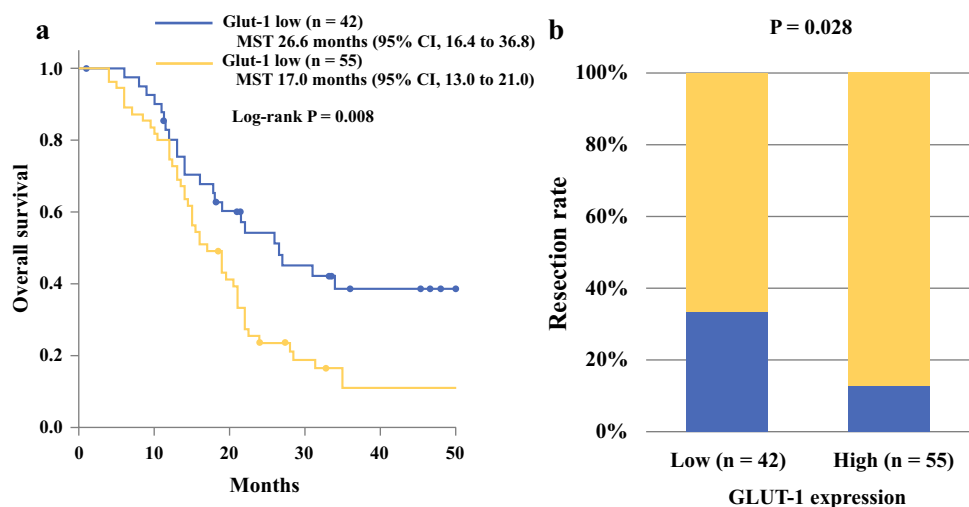 a
Glut-1 low (n = 42)
MST 26.6 months (95% CI, 16.4 to 36.8)
Glut-1 low (n = 55)
MST 17.0 months (95% CI, 13.0 to 21.0)
Log-rank P = 0.008
Overall survival
1.0
0.8
0.6
0.4
0.2
0.0
0 10 20 30 40 50
Months
b
P = 0.028
Resection rate
100%
80%
60%
40%
20%
0%
Low (n = 42) High (n = 55)
GLUT-1 expression